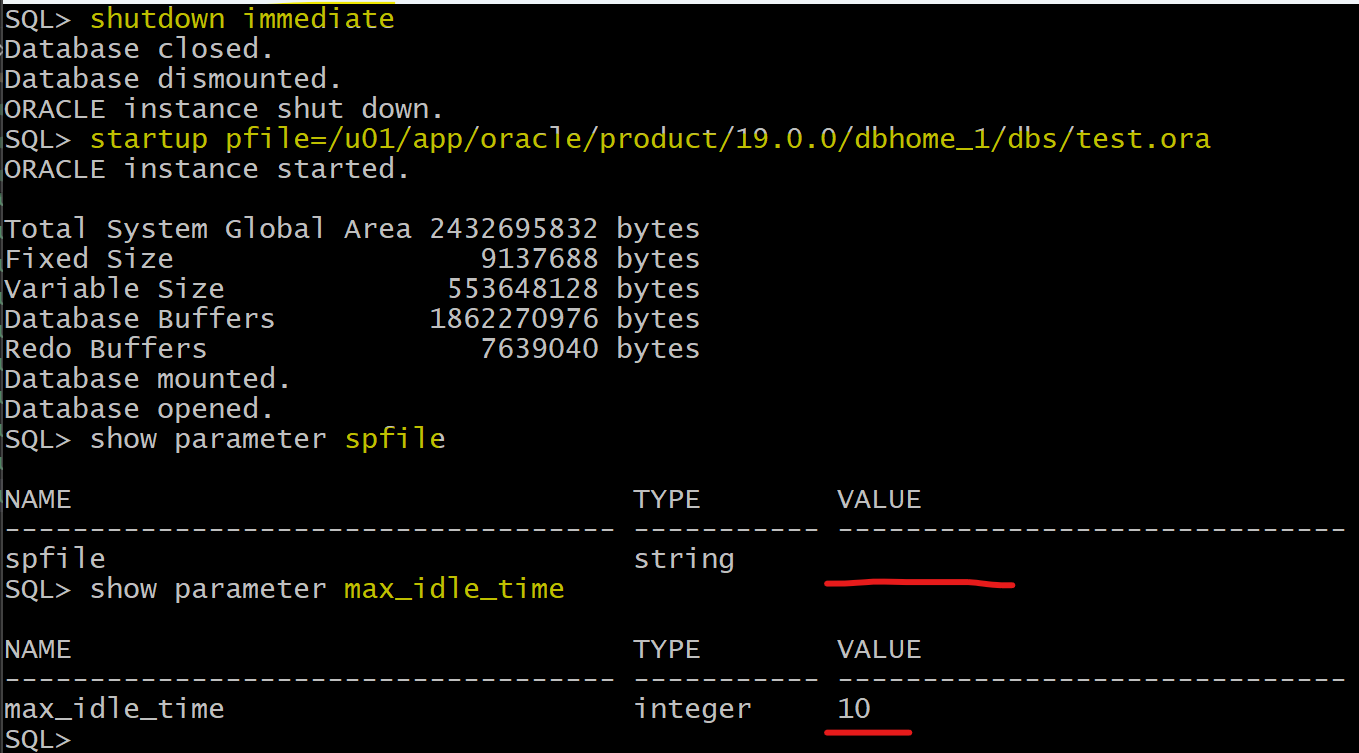 SQL> shutdown immediate
Database closed.
Database dismounted.
ORACLE instance shut down.
SQL> startup pfile=/u01/app/oracle/product/19.0.0/dbhome_1/dbs/test.ora
ORACLE instance started.
Total System Global Area 2432695832 bytes
Fixed Size                  9137688 bytes
Variable Size             553648128 bytes
Database Buffers         1862270976 bytes
Redo Buffers                7639040 bytes
Database mounted.
Database opened.
SQL> show parameter spfile
NAME                                 TYPE        VALUE
------------------------------------ ----------- ------------------------------
spfile                               string
SQL> show parameter max_idle_time
NAME                                 TYPE        VALUE
------------------------------------ ----------- ------------------------------
max_idle_time                        integer     10
SQL>